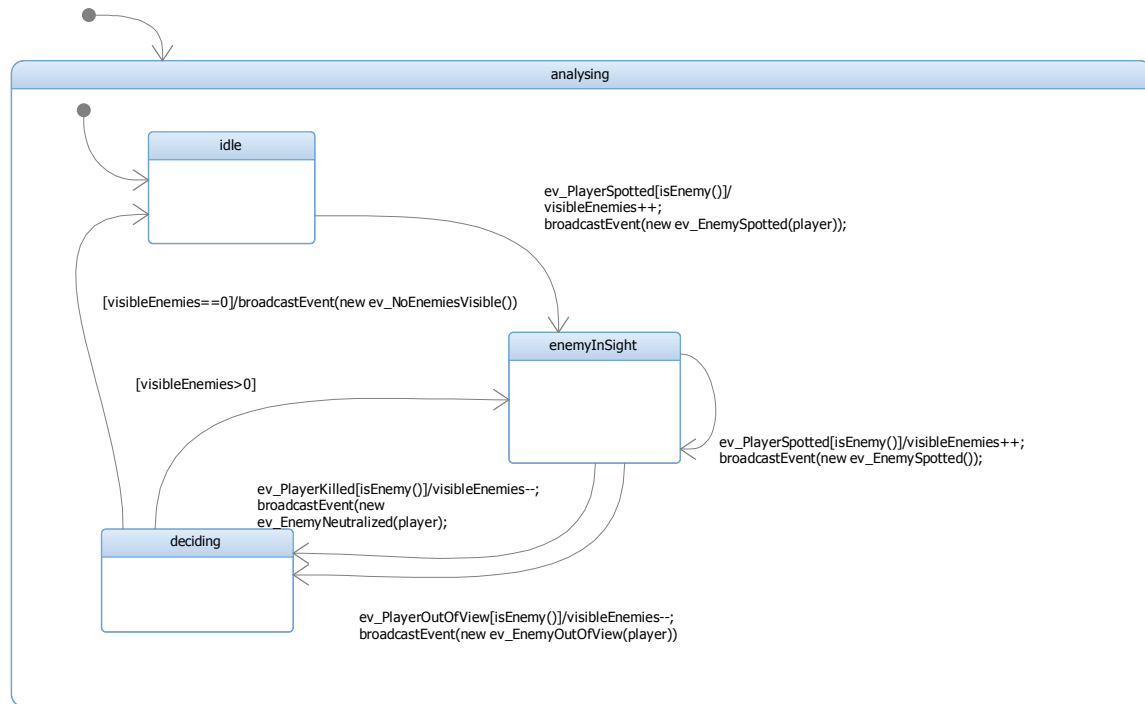 analysing
idle
ev_PlayerSpotted[isEnemy()]/
visibleEnemies++;
broadcastEvent(new ev_EnemySpotted(player));
[visibleEnemies==0]/broadcastEvent(new ev_NoEnemiesVisible())
enemyInSight
[visibleEnemies>0]
ev_PlayerSpotted[isEnemy()]/visibleEnemies++;
broadcastEvent(new ev_EnemySpotted());
ev_PlayerKilled[isEnemy()]/visibleEnemies--;
broadcastEvent(new
ev_EnemyNeutralized(player);
deciding
ev_PlayerOutOfView[isEnemy()]/visibleEnemies--;
broadcastEvent(new ev_EnemyOutOfView(player))